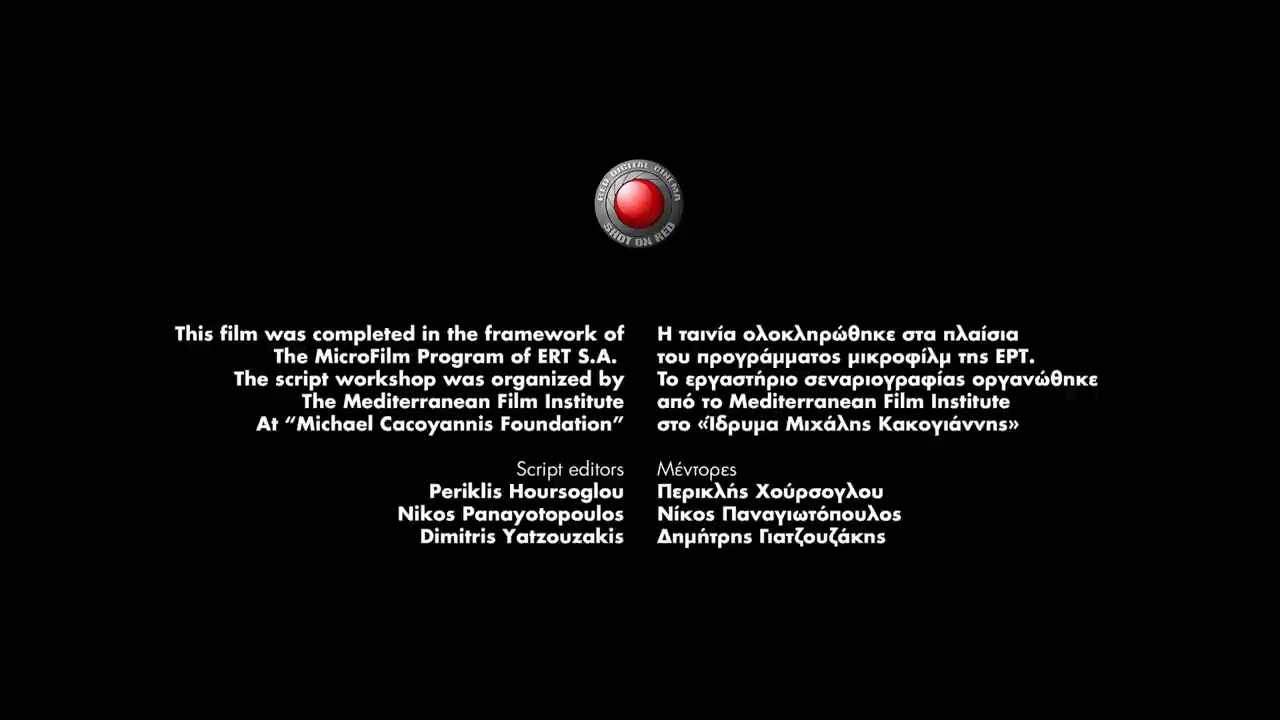 RED DIGITAL CINEMA
SHOT ON RED
This film was completed in the framework of
The MicroFilm Program of ERT S.A.
The script workshop was organized by
The Mediterranean Film Institute
At “Michael Cacoyannis Foundation”
Script editors
Periklis Hoursoglou
Nikos Panayotopoulos
Dimitris Yatzouzakis
Η ταινία ολοκληρώθηκε στα πλαίσια
του προγράμματος μικροφίλμ της ΕΡΤ.
Το εργαστήριο σεναριογραφίας οργανώθηκε
από το Mediterranean Film Institute
στο «Ίδρυμα Μιχάλης Κακογιάννης»
Μέντορες
Περικλής Χούρσογλου
Νίκος Παναγιωτόπουλος
Δημήτρης Γιατζουζάκης